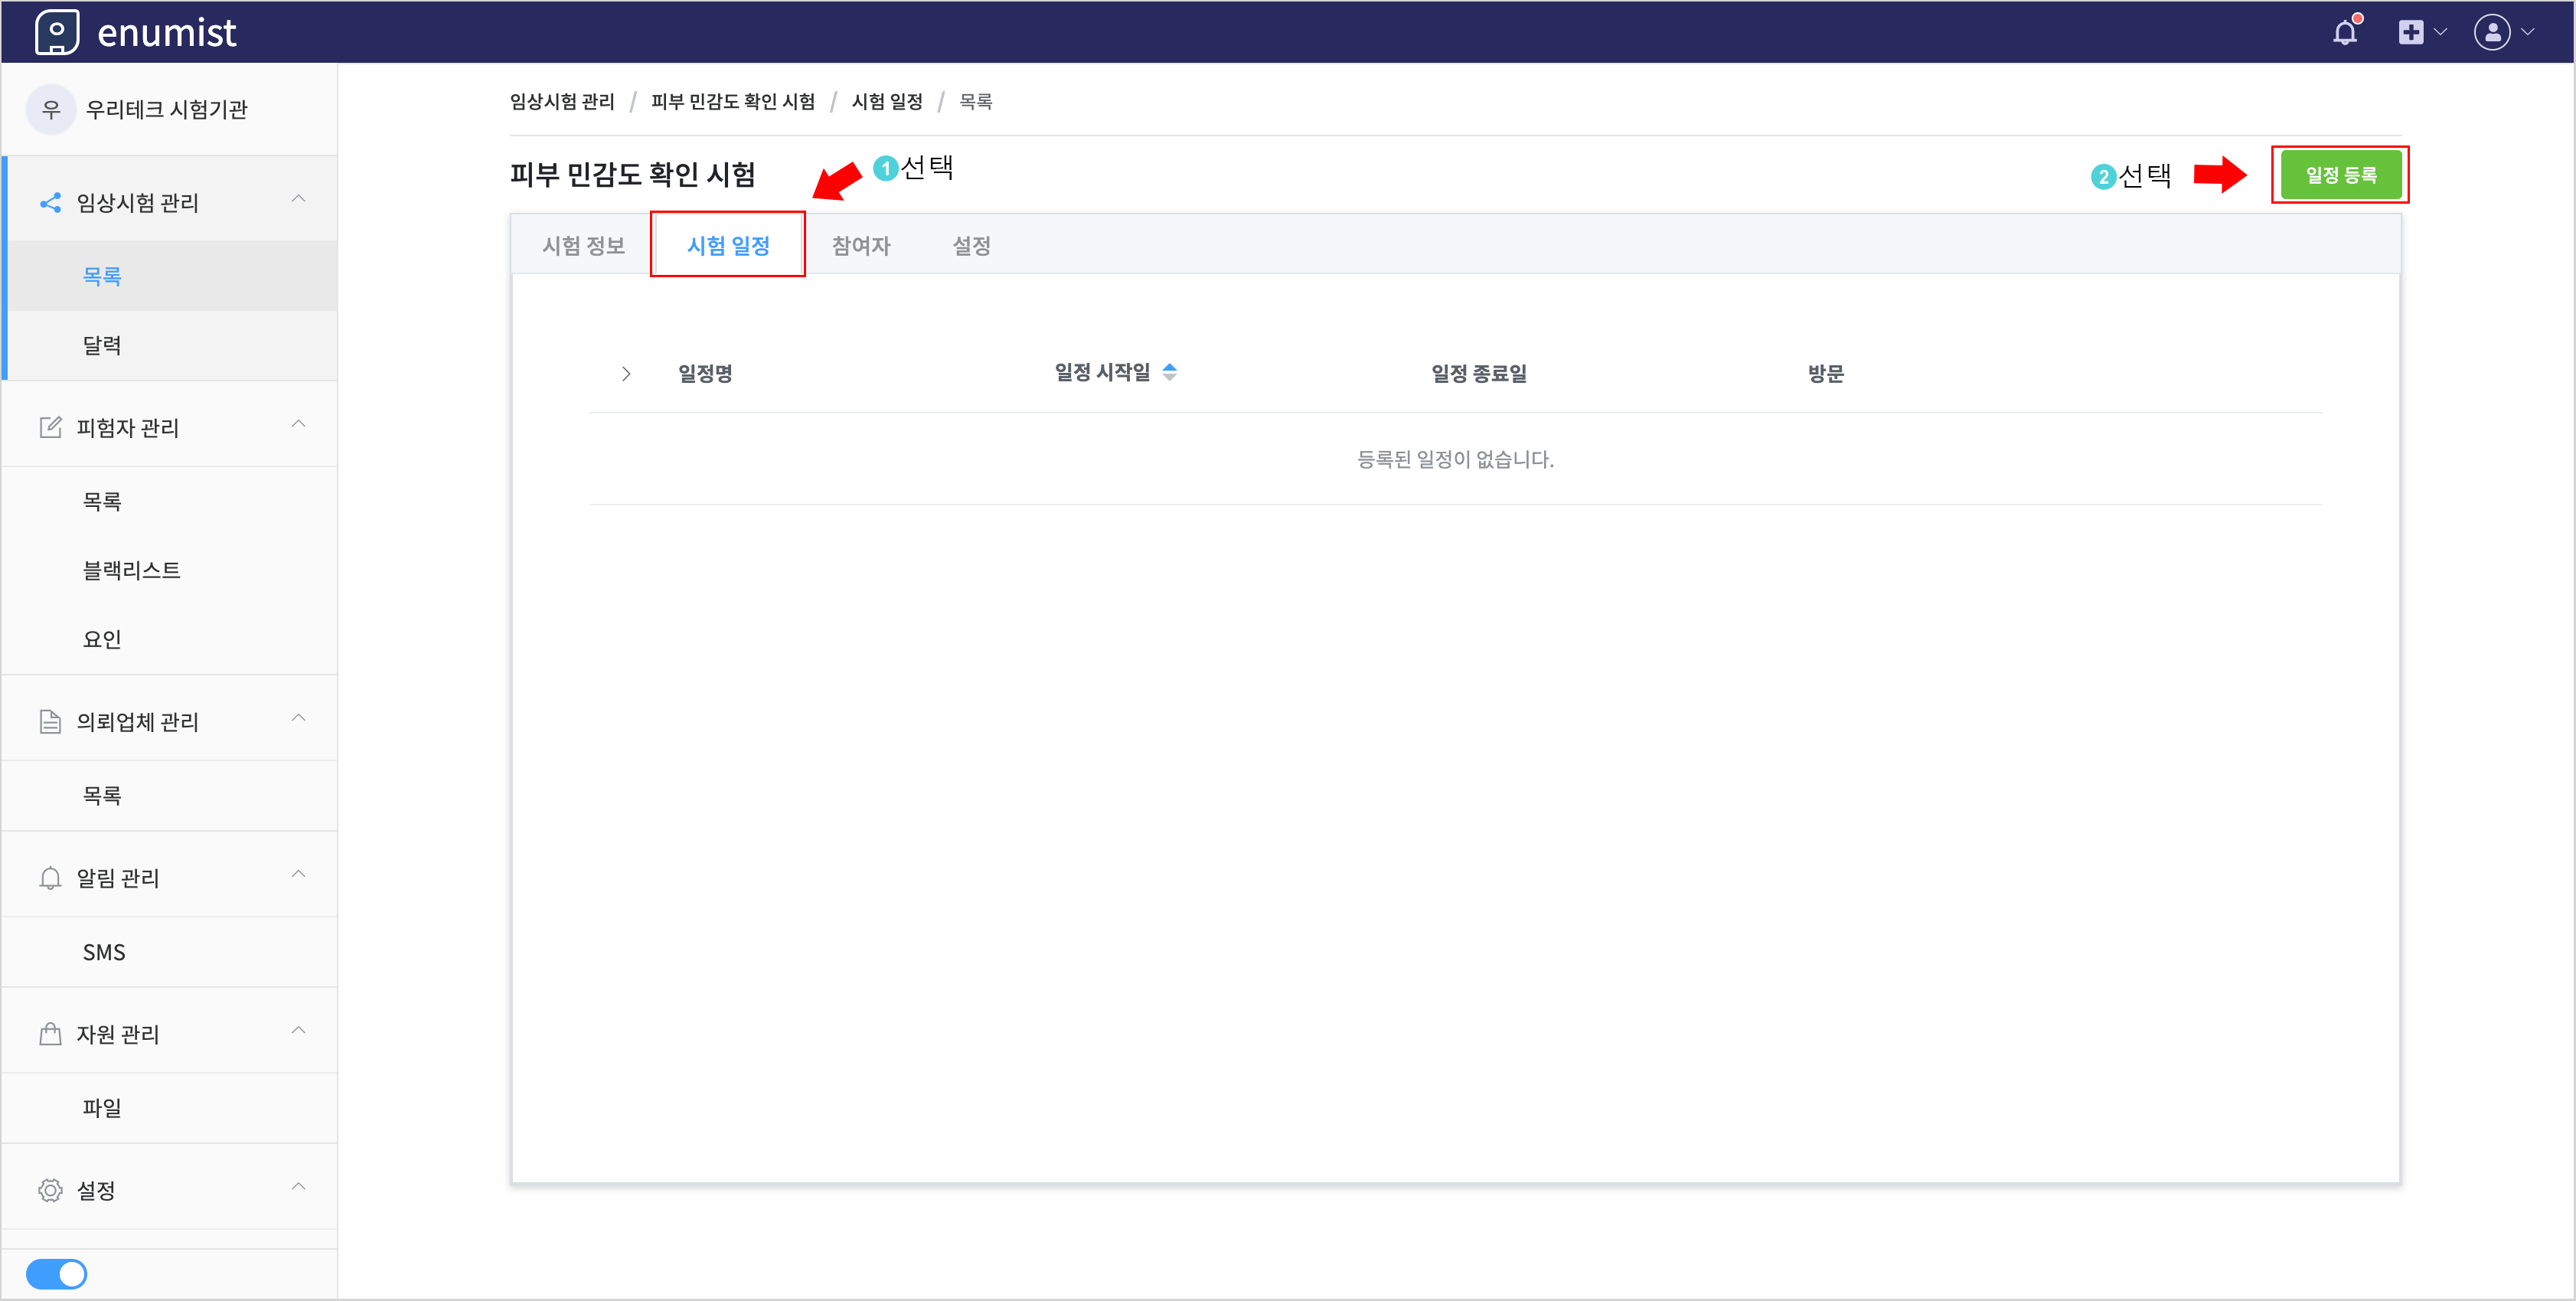 enumist
우 우리테크 시험기관
임상시험 관리
목록
달력
피험자 관리
목록
블랙리스트
요인
의뢰업체 관리
목록
알림 관리
SMS
자원 관리
파일
설정
임상시험 관리 / 피부 민감도 확인 시험 / 시험 일정 / 목록
피부 민감도 확인 시험
1 선택
2 선택
일정 등록
시험 정보 시험 일정 참여자 설정
일정명 일정 시작일 일정 종료일 방문
등록된 일정이 없습니다.